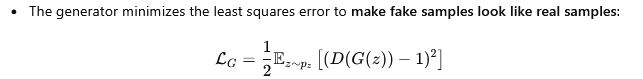 • The generator minimizes the least squares error to make fake samples look like real samples:
ℒ_G = 1/2 𝔼_{z∼p_z} [(D(G(z)) − 1)²]